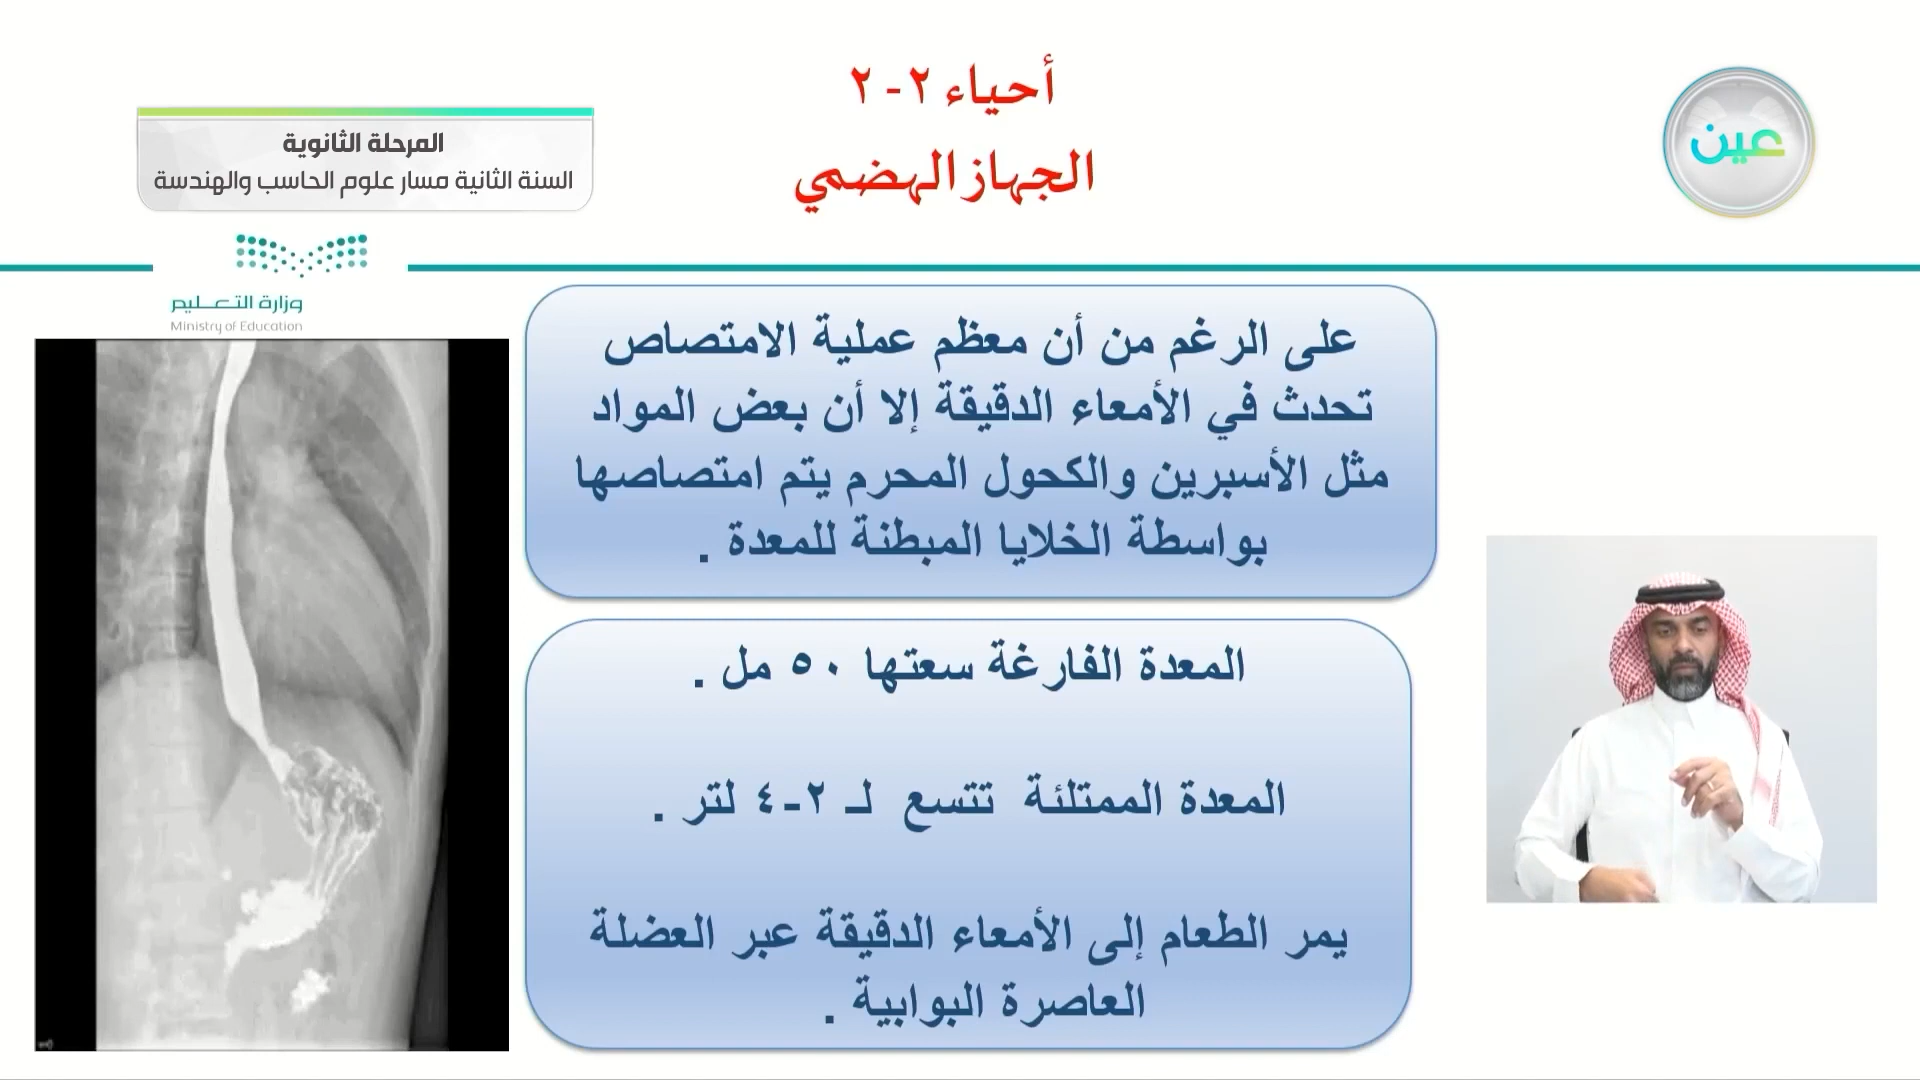 أحياء ٢-٢
الجهاز الهضمي
عين
المرحلة الثانوية
السنة الثانية مسار علوم الحاسب والهندسة
وزارة التعليم
Ministry of Education
على الرغم من أن معظم عملية الامتصاص
تحدث في الأمعاء الدقيقة إلا أن بعض المواد
مثل الأسبرين والكحول المحرم يتم امتصاصها
بواسطة الخلايا المبطنة للمعدة .
المعدة الفارغة سعتها ٥٠ مل .
المعدة الممتلئة تتسع لـ ٢-٤ لتر .
يمر الطعام إلى الأمعاء الدقيقة عبر العضلة
العاصرة البوابية .